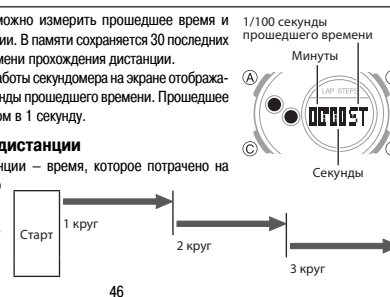 можно измерить прошедшее время и
ии. В памяти сохраняется 30 последних
мени прохождения дистанции.
аботы секундомера на экране отобража-
нды прошедшего времени. Прошедшее
ом в 1 секунду.
дистанции
нции – время, которое потрачено на
1/100 секунды
прошедшего времени
Минуты
A
LAP STEPS
C
Секунды
Старт
1 круг
2 круг
3 круг
46